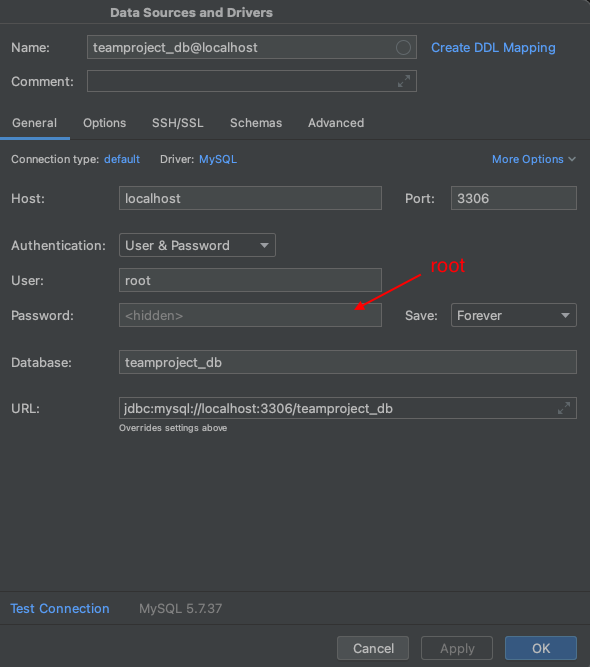 Data Sources and Drivers
Name: teamproject_db@localhost Create DDL Mapping
Comment:
General Options SSH/SSL Schemas Advanced
Connection type: default Driver: MySQL More Options
Host: localhost Port: 3306
Authentication: User & Password
root
User: root
Password: <hidden> Save: Forever
Database: teamproject_db
URL: jdbc:mysql://localhost:3306/teamproject_db
Overrides settings above
Test Connection MySQL 5.7.37
Cancel Apply OK